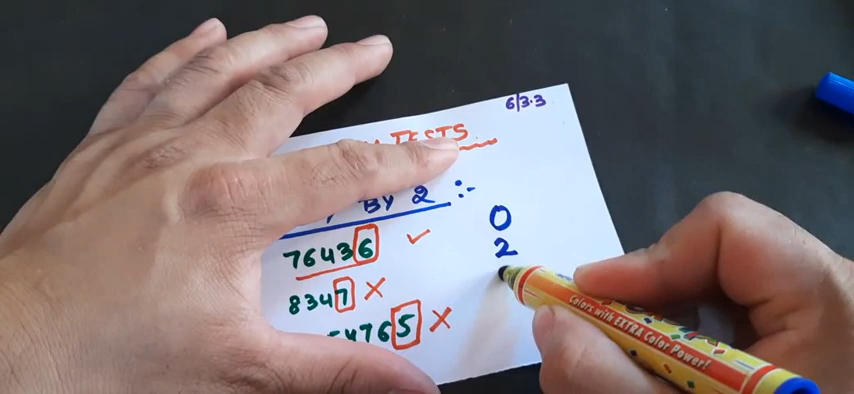 6/3.3
TESTS
BY 2 :-
76436 ✓
8347 ✗
54765 ✗
0
2
Colors with EXTRA Color Power!